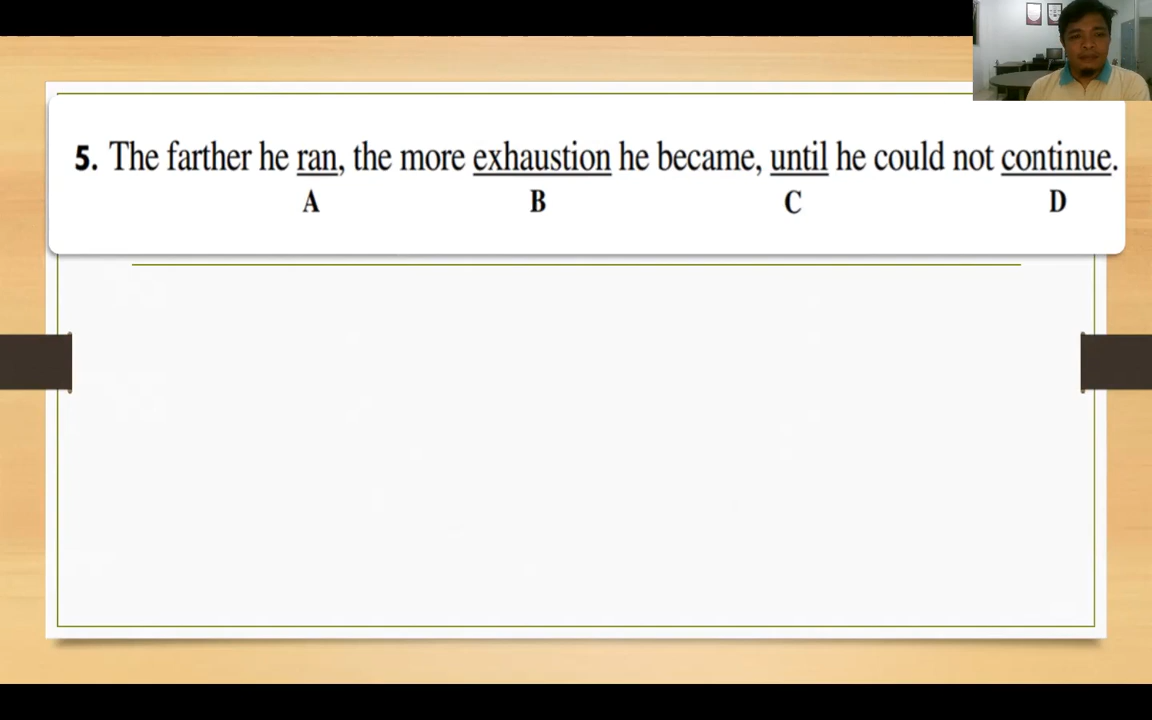 5. The farther he ran, the more exhaustion he became, until he could not continue.
A B C D